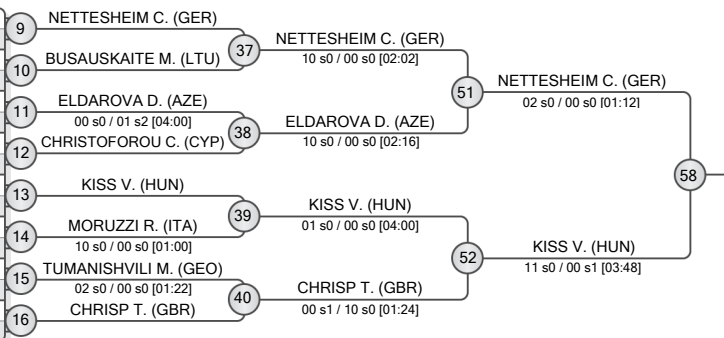 9
NETTESHEIM C. (GER)
10
BUSAUSKAITE M. (LTU)
37
NETTESHEIM C. (GER)
10 s0 / 00 s0 [02:02]
11
ELDAROVA D. (AZE)
00 s0 / 01 s2 [04:00]
12
CHRISTOFOROU C. (CYP)
38
ELDAROVA D. (AZE)
10 s0 / 00 s0 [02:16]
51
NETTESHEIM C. (GER)
02 s0 / 00 s0 [01:12]
13
KISS V. (HUN)
14
MORUZZI R. (ITA)
10 s0 / 00 s0 [01:00]
39
KISS V. (HUN)
01 s0 / 00 s0 [04:00]
15
TUMANISHVILI M. (GEO)
02 s0 / 00 s0 [01:22]
16
CHRISP T. (GBR)
40
CHRISP T. (GBR)
00 s1 / 10 s0 [01:24]
52
KISS V. (HUN)
11 s0 / 00 s1 [03:48]
58